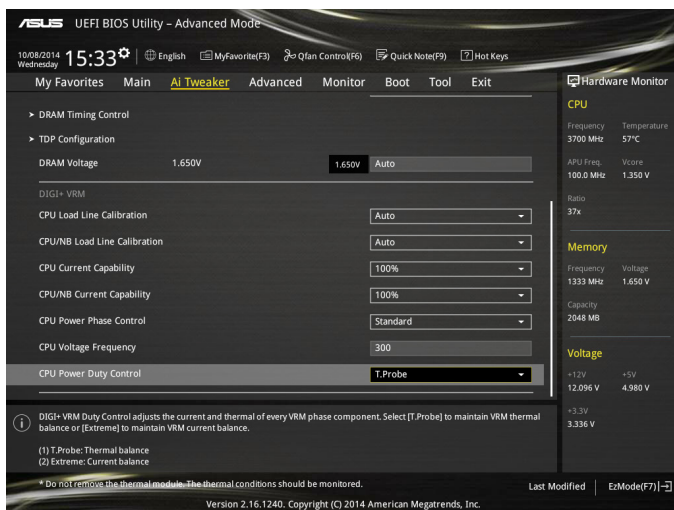 ASUS UEFI BIOS Utility – Advanced Mode
10/08/2014 Wednesday 15:33 English MyFavorite(F3) Qfan Control(F6) Quick Note(F9) ? Hot Keys
My Favorites Main Ai Tweaker Advanced Monitor Boot Tool Exit
> DRAM Timing Control
> TDP Configuration
DRAM Voltage 1.650V 1.650V Auto
DIGI+ VRM
CPU Load Line Calibration Auto
CPU/NB Load Line Calibration Auto
CPU Current Capability 100%
CPU/NB Current Capability 100%
CPU Power Phase Control Standard
CPU Voltage Frequency 300
CPU Power Duty Control T.Probe
Hardware Monitor
CPU
Frequency Temperature
3700 MHz 57°C
APU Freq. Vcore
100.0 MHz 1.350 V
Ratio
37x
Memory
Frequency Voltage
1333 MHz 1.650 V
Capacity
2048 MB
Voltage
+12V +5V
12.096 V 4.980 V
+3.3V
3.336 V
i DIGI+ VRM Duty Control adjusts the current and thermal of every VRM phase component. Select [T.Probe] to maintain VRM thermal
balance or [Extreme] to maintain VRM current balance.
(1) T.Probe: Thermal balance
(2) Extreme: Current balance
* Do not remove the thermal module. The thermal conditions should be monitored.
Last Modified EzMode(F7)
Version 2.16.1240. Copyright (C) 2014 American Megatrends, Inc.